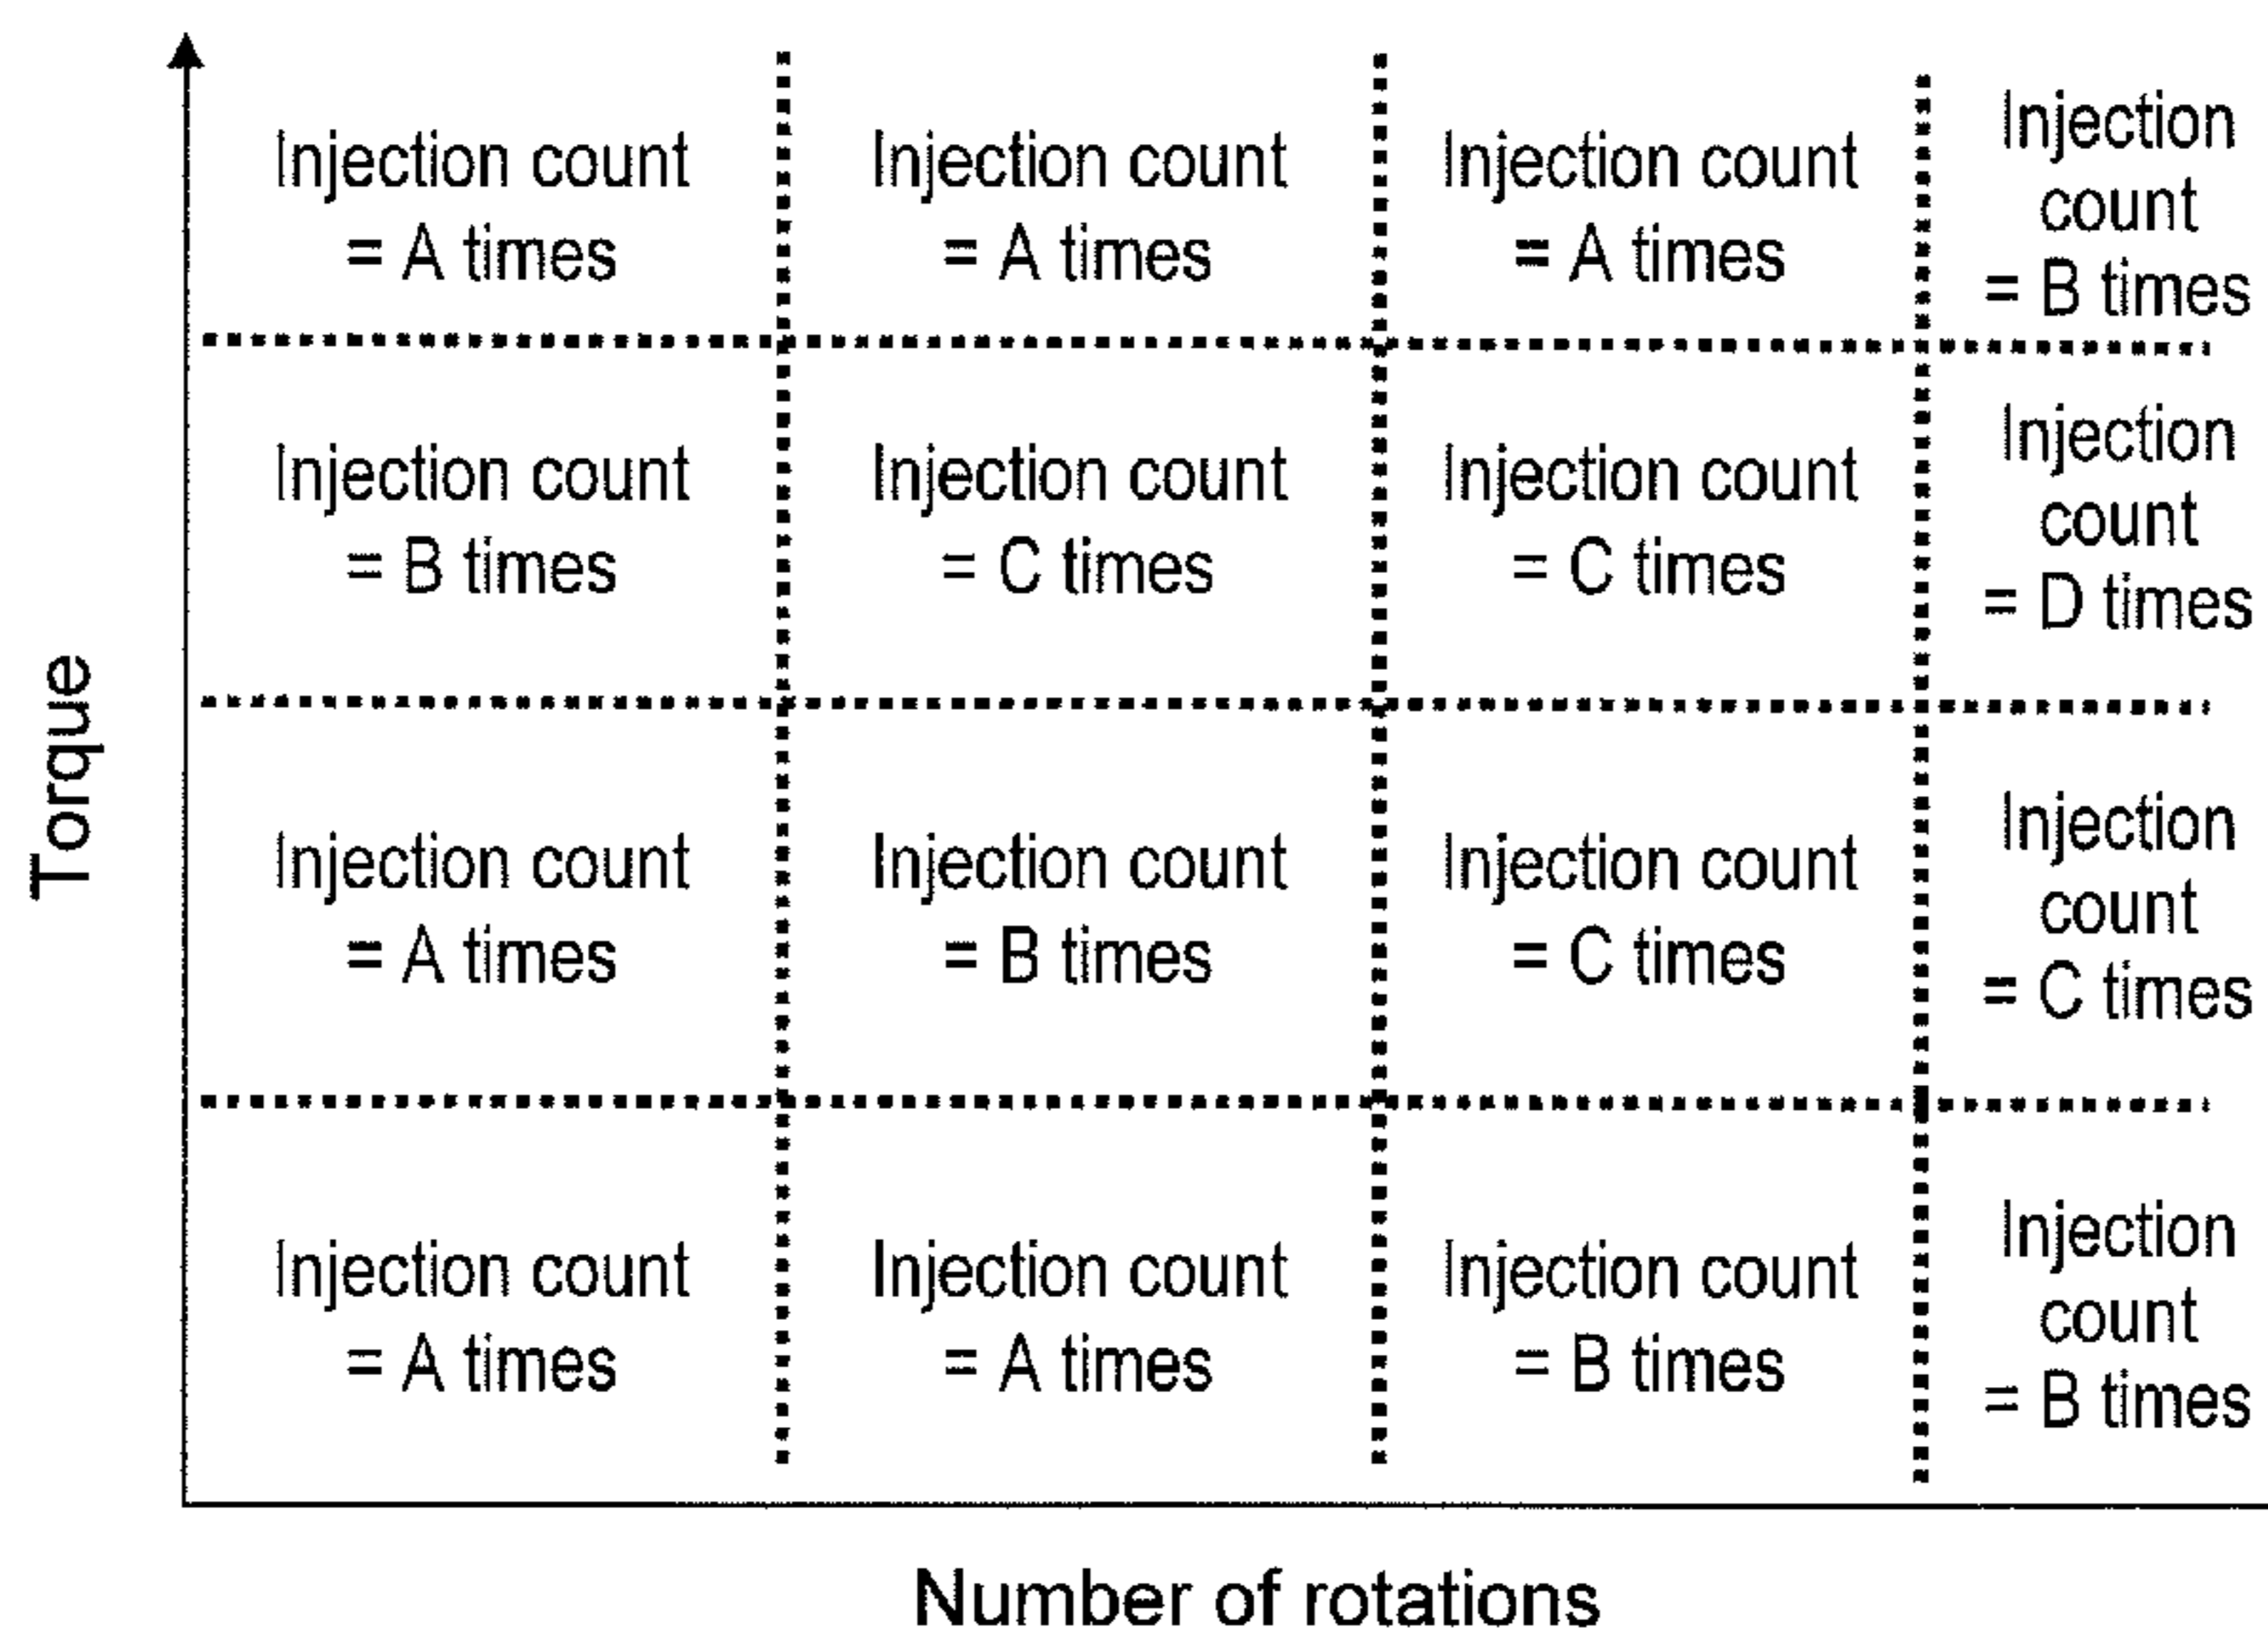 Injection count
= A times
Injection count
= A times
Injection count
= A times
Injection
count
= B times
Injection count
= B times
Injection count
= C times
Injection count
= C times
Injection
count
= D times
Torque
Injection count
= A times
Injection count
= B times
Injection count
= C times
Injection
count
= C times
Injection count
= A times
Injection count
= A times
Injection count
= B times
Injection
count
= B times
Number of rotations